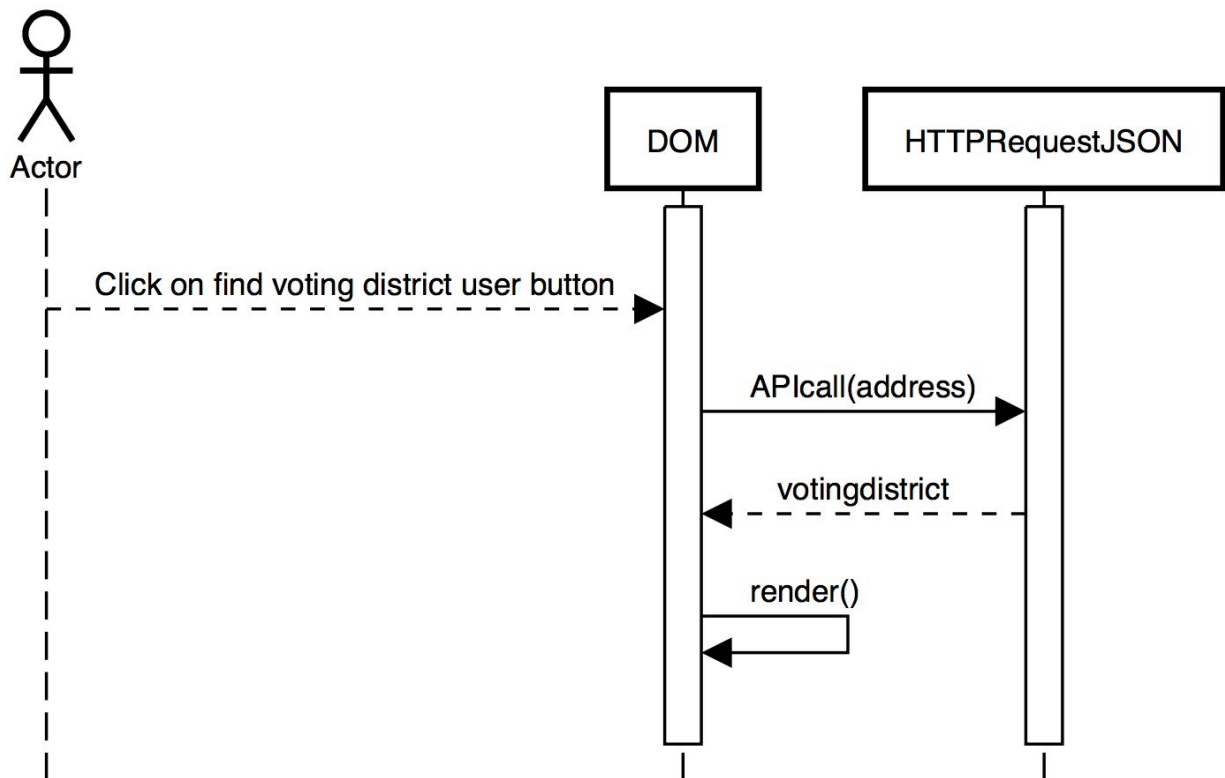 Actor
DOM
HTTPRequestJSON
Click on find voting district user button
APIcall(address)
votingdistrict
render()